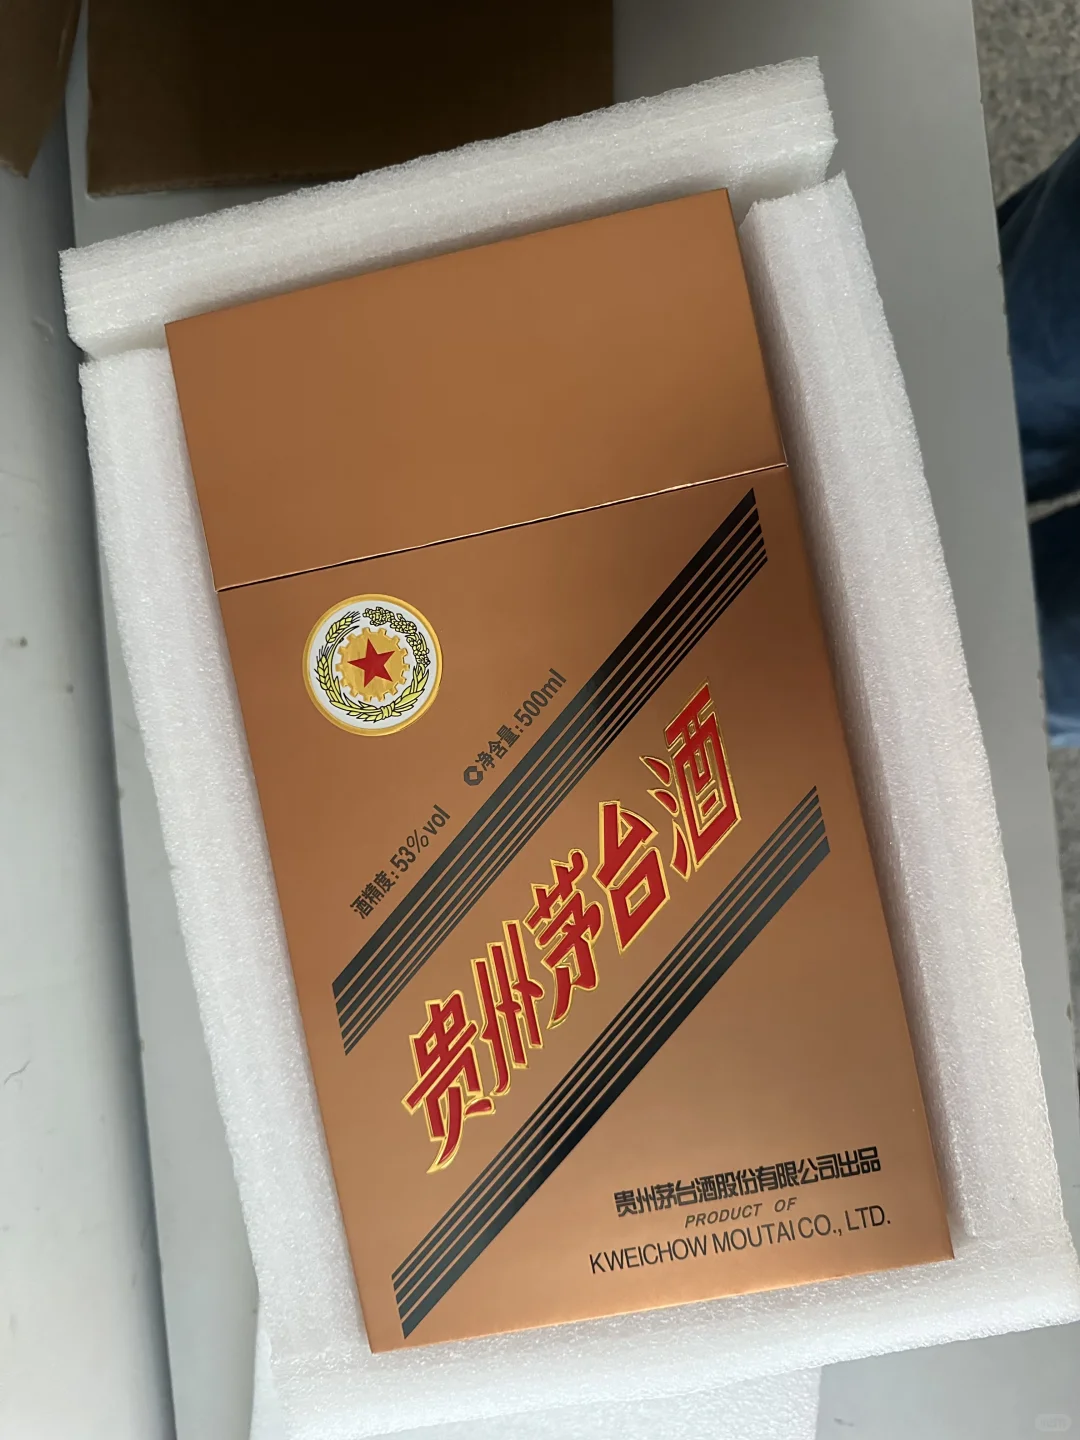 酒精度:53%vol 净含量:500ml
贵州茅台酒
贵州茅台酒股份有限公司出品
PRODUCT OF
KWEICHOW MOUTAI CO., LTD.